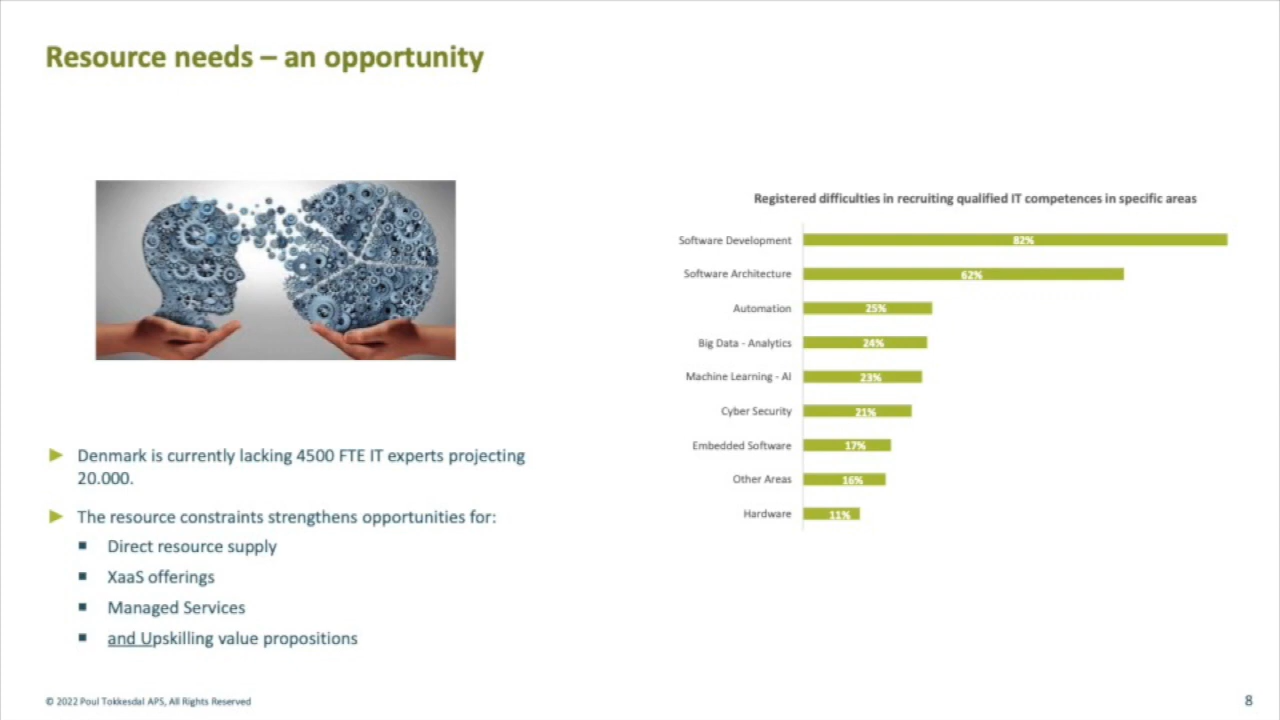 Resource needs – an opportunity
Denmark is currently lacking 4500 FTE IT experts projecting
20.000.
The resource constraints strengthens opportunities for:
Direct resource supply
XaaS offerings
Managed Services
and Upskilling value propositions
Registered difficulties in recruiting qualified IT competences in specific areas
Software Development 82%
Software Architecture 62%
Automation 25%
Big Data - Analytics 24%
Machine Learning - AI 23%
Cyber Security 21%
Embedded Software 17%
Other Areas 16%
Hardware 11%
© 2022 Poul Tokkesdal APS, All Rights Reserved
8